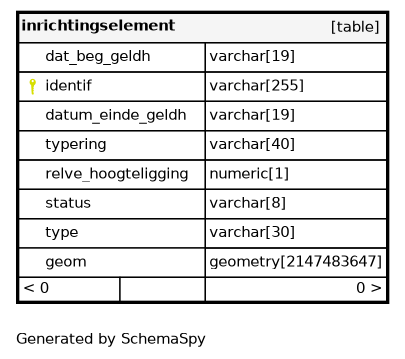 inrichtingselement [table]
dat_beg_geldh varchar[19]
identif varchar[255]
datum_einde_geldh varchar[19]
typering varchar[40]
relve_hoogteligging numeric[1]
status varchar[8]
type varchar[30]
geom geometry[2147483647]
< 0 0 >
Generated by SchemaSpy